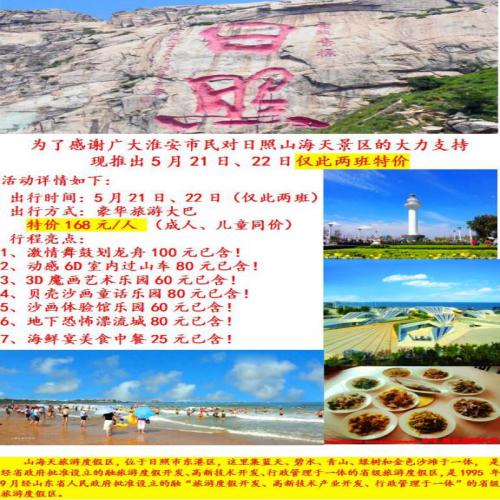 日照
为了感谢广大淮安市民对日照山海天景区的大力支持
现推出5月21日、22日仅此两班特价
活动详情如下：
出行时间：5月21日、22日（仅此两班）
出行方式：豪华旅游大巴
特价168元/人 （成人、儿童同价）
行程亮点：
1、激情舞鼓划龙舟100元已含！
2、动感6D室内过山车80元已含！
3、3D魔画艺术乐园60元已含！
4、贝壳沙画童话乐园80元已含！
5、沙画体验馆乐园60元已含！
6、地下恐怖漂流城80元已含！
7、海鲜宴美食中餐25元已含！
山海天旅游度假区，位于日照市东港区，这里集蓝天、碧水、青山、绿树和金色沙滩于一体，是
经省政府批准设立的融旅游度假开发、高新技术开发、行政管理于一体的省级旅游度假区，是1995年
9月经山东省人民政府批准设立的融“旅游度假开发、高新技术产业开发、行政管理于一体”的省级
旅游度假区。